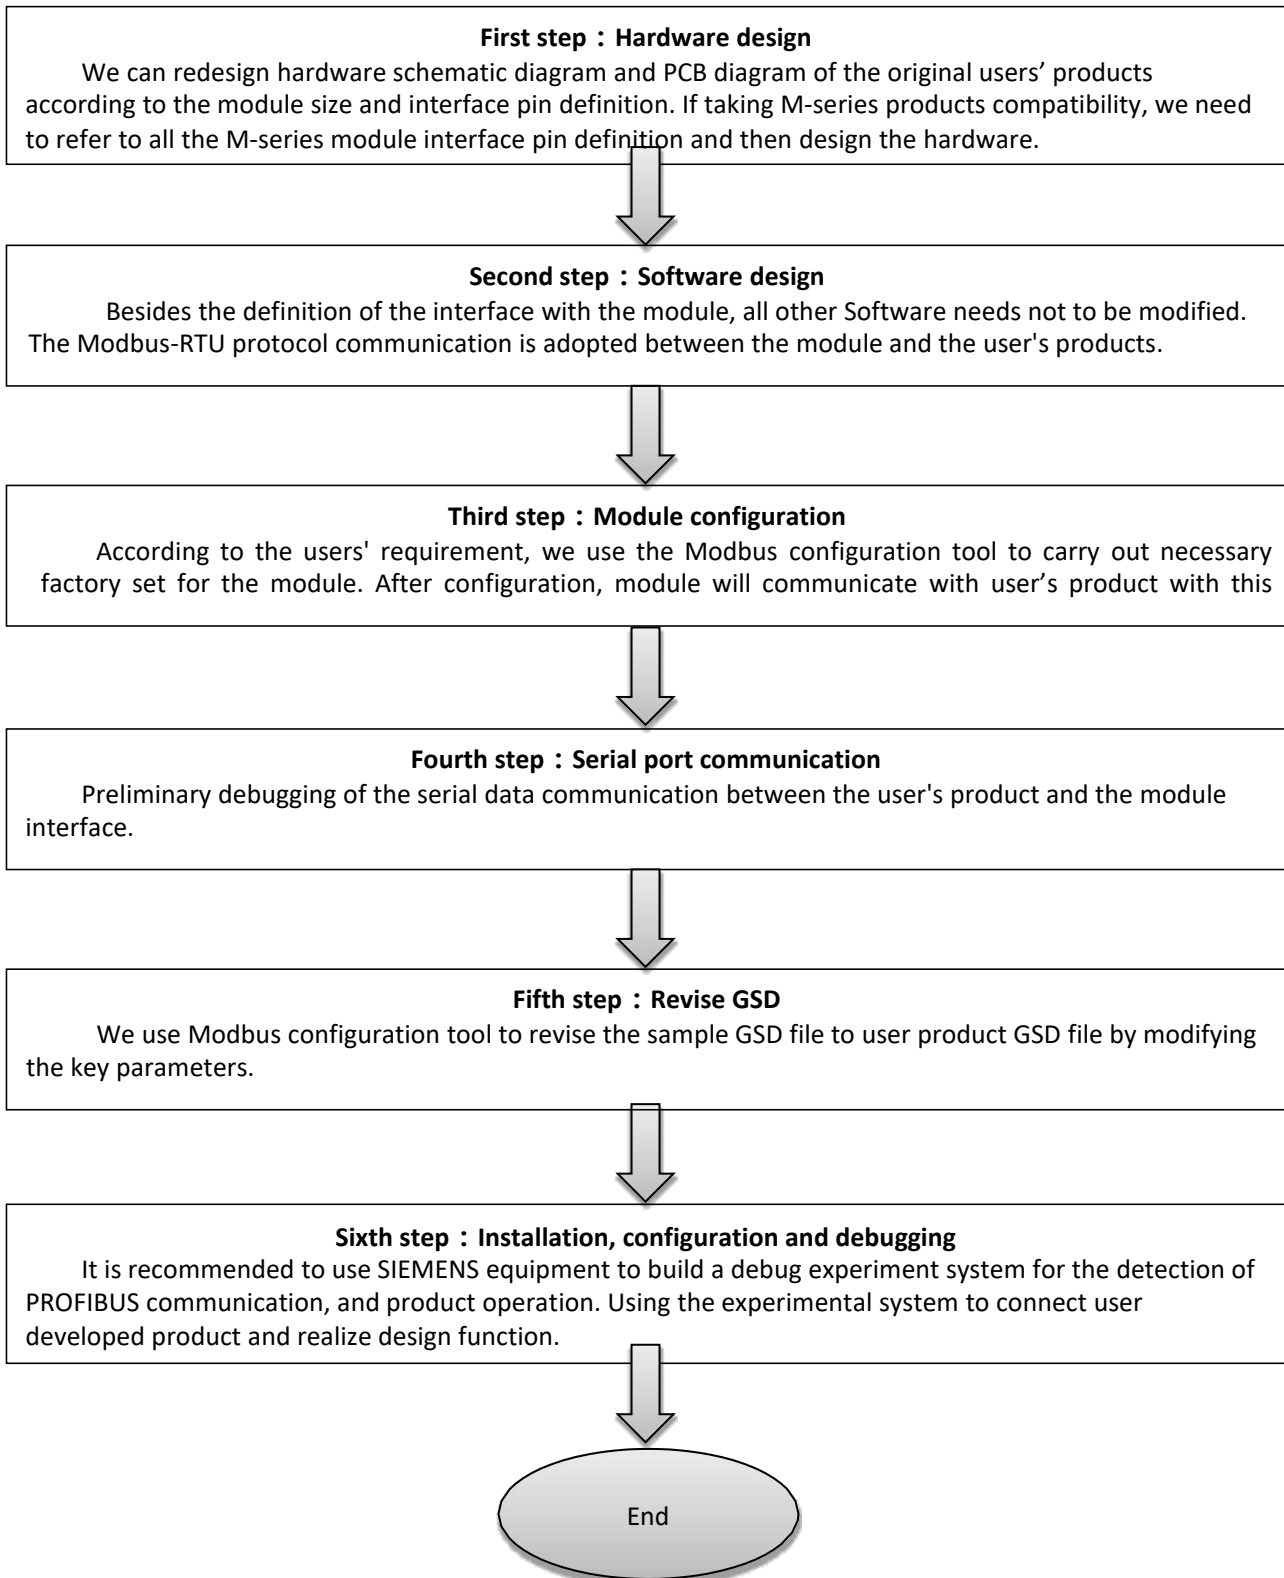 First step：Hardware design
We can redesign hardware schematic diagram and PCB diagram of the original users’ products
according to the module size and interface pin definition. If taking M-series products compatibility, we need
to refer to all the M-series module interface pin definition and then design the hardware.
Second step：Software design
Besides the definition of the interface with the module, all other Software needs not to be modified.
The Modbus-RTU protocol communication is adopted between the module and the user's products.
Third step：Module configuration
According to the users' requirement, we use the Modbus configuration tool to carry out necessary
factory set for the module. After configuration, module will communicate with user’s product with this
Fourth step：Serial port communication
Preliminary debugging of the serial data communication between the user's product and the module
interface.
Fifth step：Revise GSD
We use Modbus configuration tool to revise the sample GSD file to user product GSD file by modifying
the key parameters.
Sixth step：Installation, configuration and debugging
It is recommended to use SIEMENS equipment to build a debug experiment system for the detection of
PROFIBUS communication, and product operation. Using the experimental system to connect user
developed product and realize design function.
End